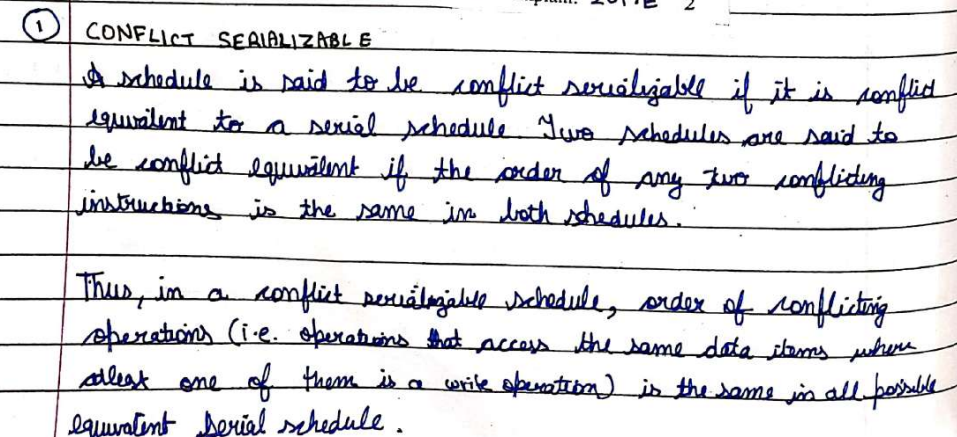 1 CONFLICT SERIALIZABLE
A schedule is said to be conflict serializable if it is conflict
equivalent to a serial schedule. Two schedules are said to
be conflict equivalent if the order of any two conflicting
instructions is the same in both schedules.
Thus, in a conflict serializable schedule, order of conflicting
operations (i.e. operations that access the same data items where
atleast one of them is a write operation) is the same in all possible
equivalent serial schedule.